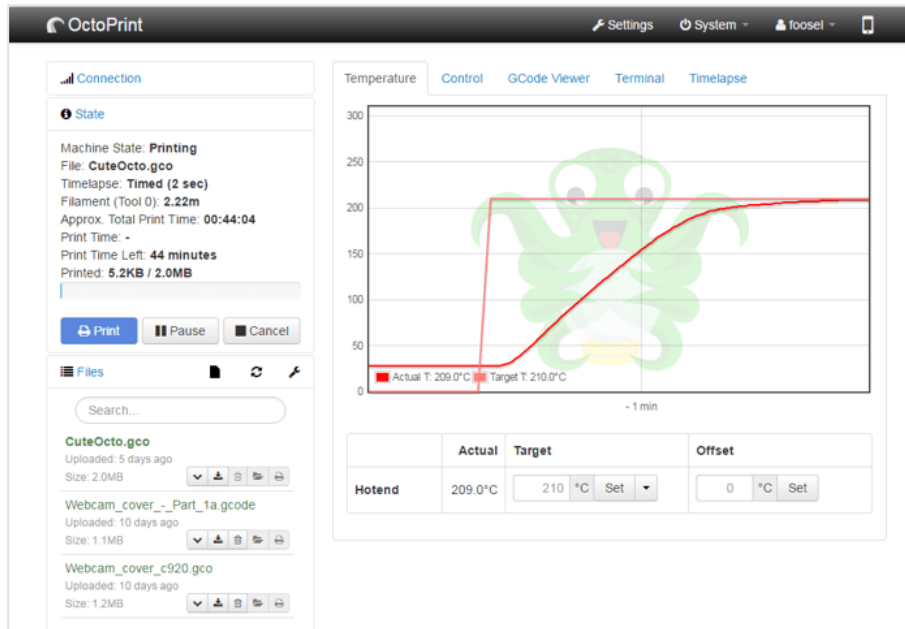 OctoPrint
Settings System foosel
Connection
State
Machine State: Printing
File: CuteOcto.gco
Timelapse: Timed (2 sec)
Filament (Tool 0): 2.22m
Approx. Total Print Time: 00:44:04
Print Time: -
Print Time Left: 44 minutes
Printed: 5.2KB / 2.0MB
Print Pause Cancel
Files
Search...
CuteOcto.gco
Uploaded: 5 days ago
Size: 2.0MB
Webcam_cover_-_Part_1a.gcode
Uploaded: 10 days ago
Size: 1.1MB
Webcam_cover_c920.gco
Uploaded: 10 days ago
Size: 1.2MB
Temperature Control GCode Viewer Terminal Timelapse
300
250
200
150
100
50
0
Actual T: 209.0°C Target T: 210.0°C
- 1 min
Actual Target Offset
Hotend 209.0°C 210 °C Set 0 °C Set